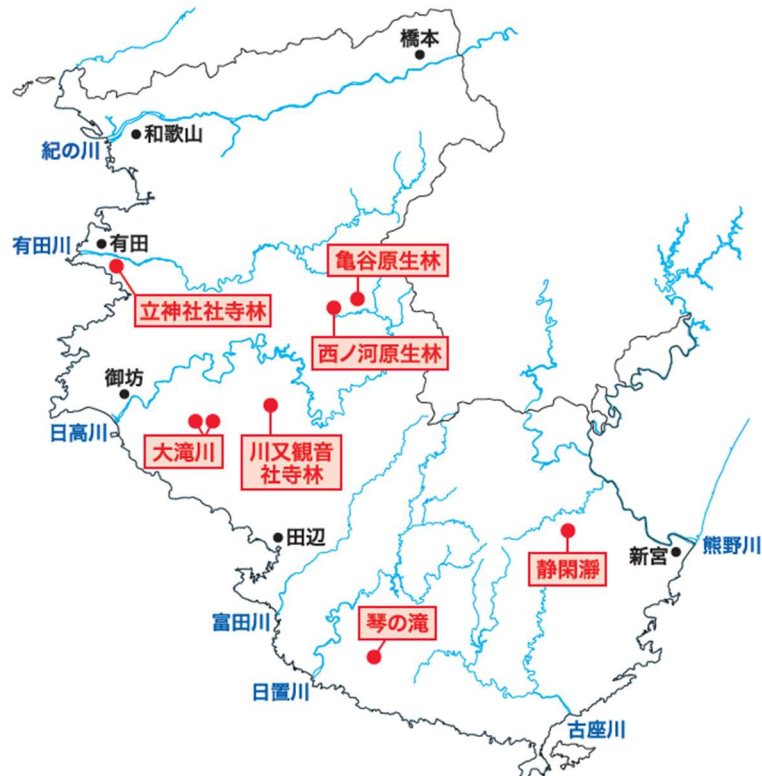 橋本
和歌山
紀の川
有田川
有田
亀谷原生林
立神社社寺林
西ノ河原生林
御坊
日高川
大滝川
川又観音
社寺林
田辺
新宮
熊野川
静閑瀞
富田川
琴の滝
日置川
古座川